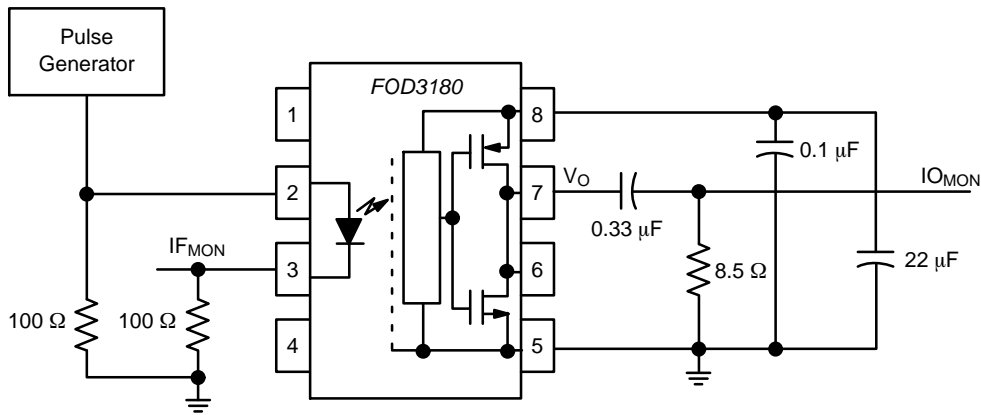 Pulse
Generator
FOD3180
1
8
0.1 μF
2
VO
7
IOMON
0.33 μF
IFMON
3
6
8.5 Ω
22 μF
100 Ω
100 Ω
4
5